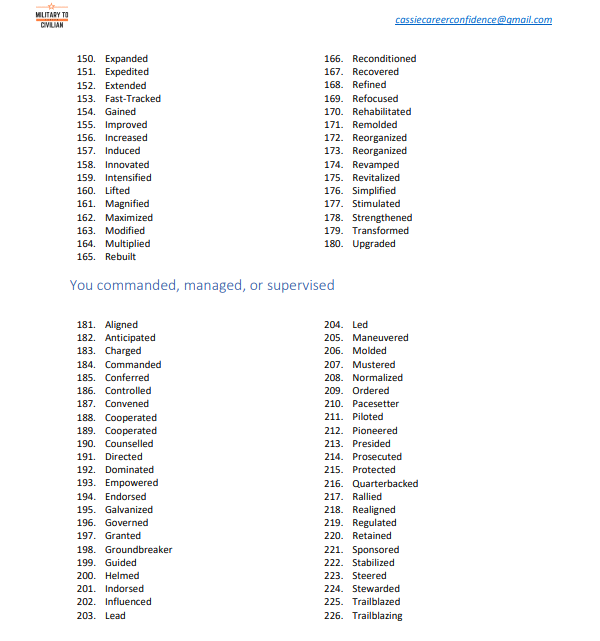 MILITARY TO
CIVILIAN
cassiecareerconfidence@gmail.com
150. Expanded
151. Expedited
152. Extended
153. Fast-Tracked
154. Gained
155. Improved
156. Increased
157. Induced
158. Innovated
159. Intensified
160. Lifted
161. Magnified
162. Maximized
163. Modified
164. Multiplied
165. Rebuilt
166. Reconditioned
167. Recovered
168. Refined
169. Refocused
170. Rehabilitated
171. Remolded
172. Reorganized
173. Reorganized
174. Revamped
175. Revitalized
176. Simplified
177. Stimulated
178. Strengthened
179. Transformed
180. Upgraded
You commanded, managed, or supervised
181. Aligned
182. Anticipated
183. Charged
184. Commanded
185. Conferred
186. Controlled
187. Convened
188. Cooperated
189. Cooperated
190. Counselled
191. Directed
192. Dominated
193. Empowered
194. Endorsed
195. Galvanized
196. Governed
197. Granted
198. Groundbreaker
199. Guided
200. Helmed
201. Indorsed
202. Influenced
203. Lead
204. Led
205. Maneuvered
206. Molded
207. Mustered
208. Normalized
209. Ordered
210. Pacesetter
211. Piloted
212. Pioneered
213. Presided
214. Prosecuted
215. Protected
216. Quarterbacked
217. Rallied
218. Realigned
219. Regulated
220. Retained
221. Sponsored
222. Stabilized
223. Steered
224. Stewarded
225. Trailblazed
226. Trailblazing